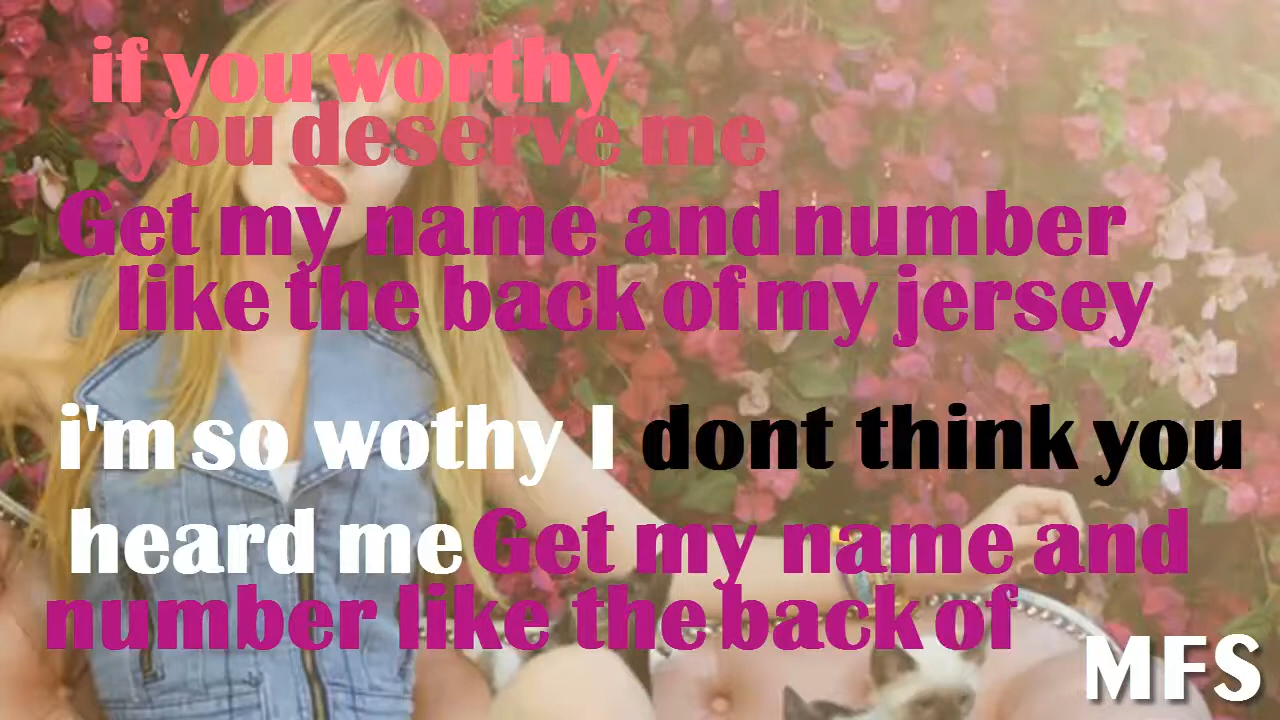 if you worthy
you deserve me
Get my name and number
like the back of my jersey
i'm so wothy I dont think you
heard me Get my name and
number like the back of
MFS